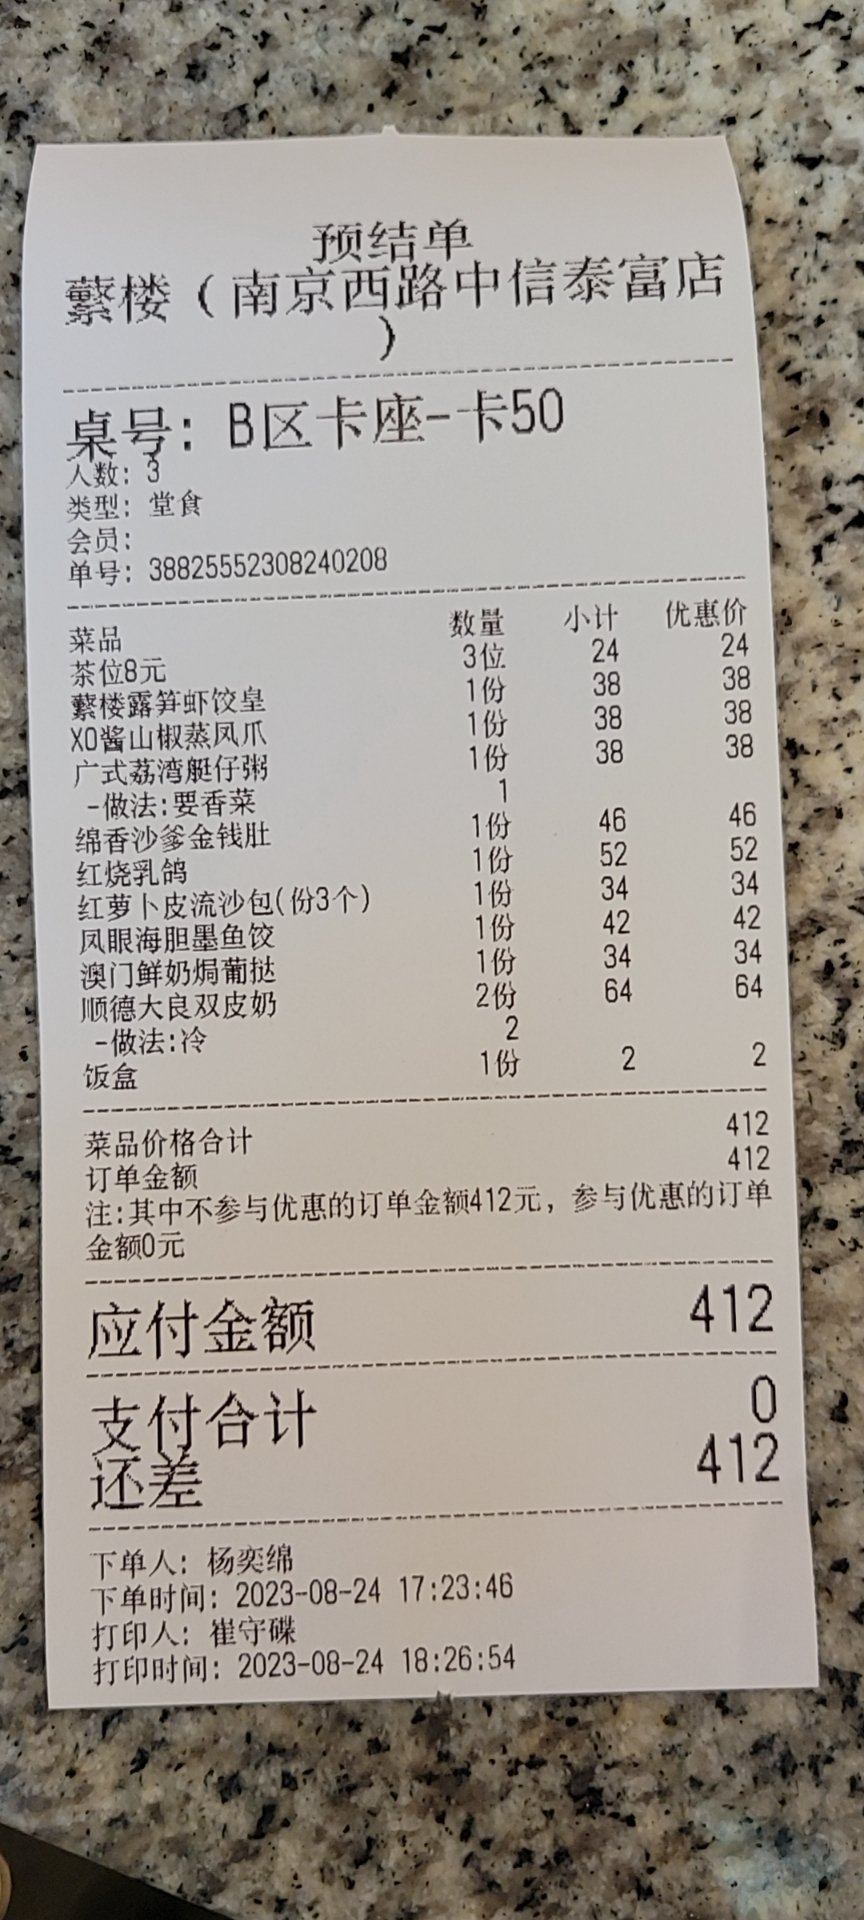 预结单
蘩楼（南京西路中信泰富店
）
桌号: B区卡座-卡50
人数: 3
类型: 堂食
会员:
单号: 38825552308240208
菜品 数量 小计 优惠价
茶位8元 3位 24 24
蘩楼露笋虾饺皇 1份 38 38
XO酱山椒蒸凤爪 1份 38 38
广式荔湾艇仔粥 1份 38 38
-做法:要香菜 1
绵香沙爹金钱肚 1份 46 46
红烧乳鸽 1份 52 52
红萝卜皮流沙包(份3个) 1份 34 34
凤眼海胆墨鱼饺 1份 42 42
澳门鲜奶焗葡挞 1份 34 34
顺德大良双皮奶 2份 64 64
-做法:冷 2
饭盒 1份 2 2
菜品价格合计 412
订单金额 412
注:其中不参与优惠的订单金额412元, 参与优惠的订单
金额0元
应付金额 412
支付合计 0
还差 412
下单人: 杨奕绵
下单时间: 2023-08-24 17:23:46
打印人: 崔守碟
打印时间: 2023-08-24 18:26:54